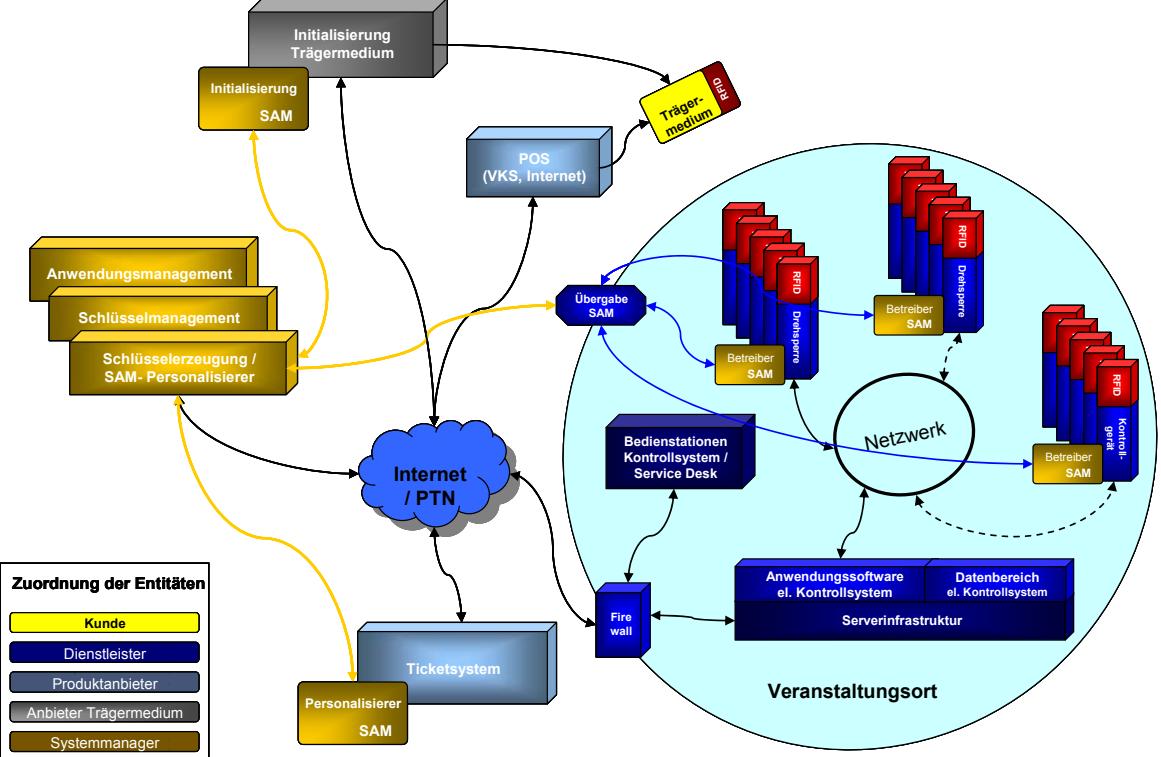 Initialisierung
Trägermedium
Initialisierung
SAM
RFID
Träger-
medium
POS
(VKS, Internet)
Anwendungsmanagement
Schlüsselmanagement
Schlüsselerzeugung /
SAM- Personalisierer
Übergabe
SAM
RFID
Drehsperre
Betreiber
SAM
RFID
Drehsperre
Betreiber
SAM
RFID
Kontroll-
gerät
Betreiber
SAM
Netzwerk
Bedienstationen
Kontrollsystem /
Service Desk
Internet
/ PTN
Anwendungssoftware
el. Kontrollsystem
Datenbereich
el. Kontrollsystem
Serverinfrastruktur
Fire
wall
Veranstaltungsort
Ticketsystem
Personalisierer
SAM
Zuordnung der Entitäten
Kunde
Dienstleister
Produktanbieter
Anbieter Trägermedium
Systemmanager